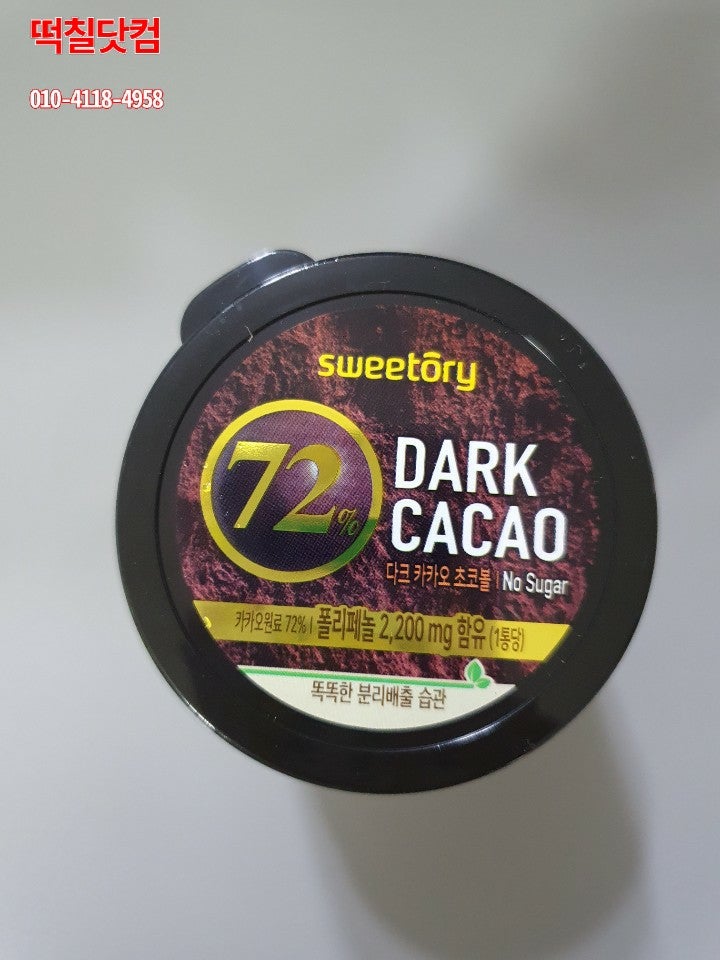 떡칠닷컴
010-4118-4958
sweetory
72%
DARK
CACAO
다크 카카오 초코볼 | No Sugar
카카오원료 72% | 폴리페놀 2,200 mg 함유 (1통당)
똑똑한 분리배출 습관